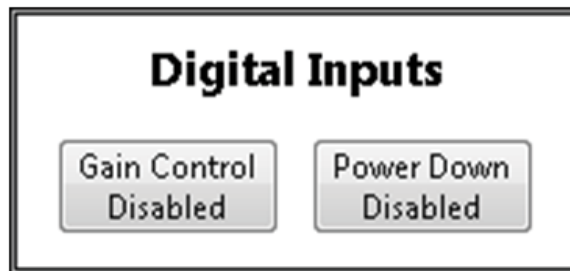 Digital Inputs
Gain Control
Disabled
Power Down
Disabled